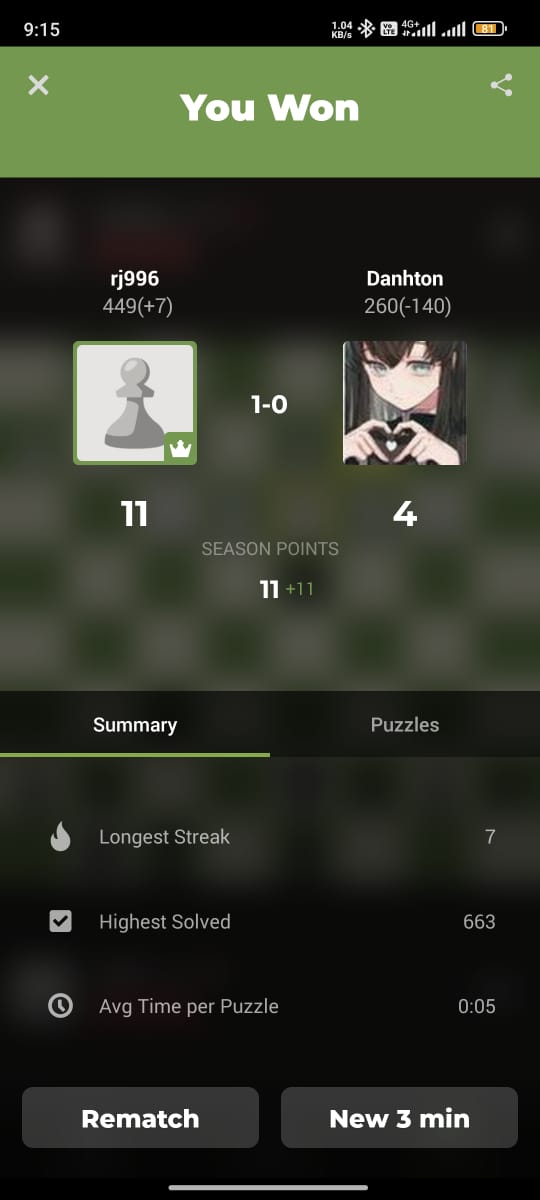 9:15
1.04
KB/s
Vo
LTE
4G+
81
You Won
rj996
Danhton
449(+7)
260(-140)
1-0
11
4
SEASON POINTS
11 +11
Summary
Puzzles
Longest Streak
7
Highest Solved
663
Avg Time per Puzzle
0:05
Rematch
New 3 min